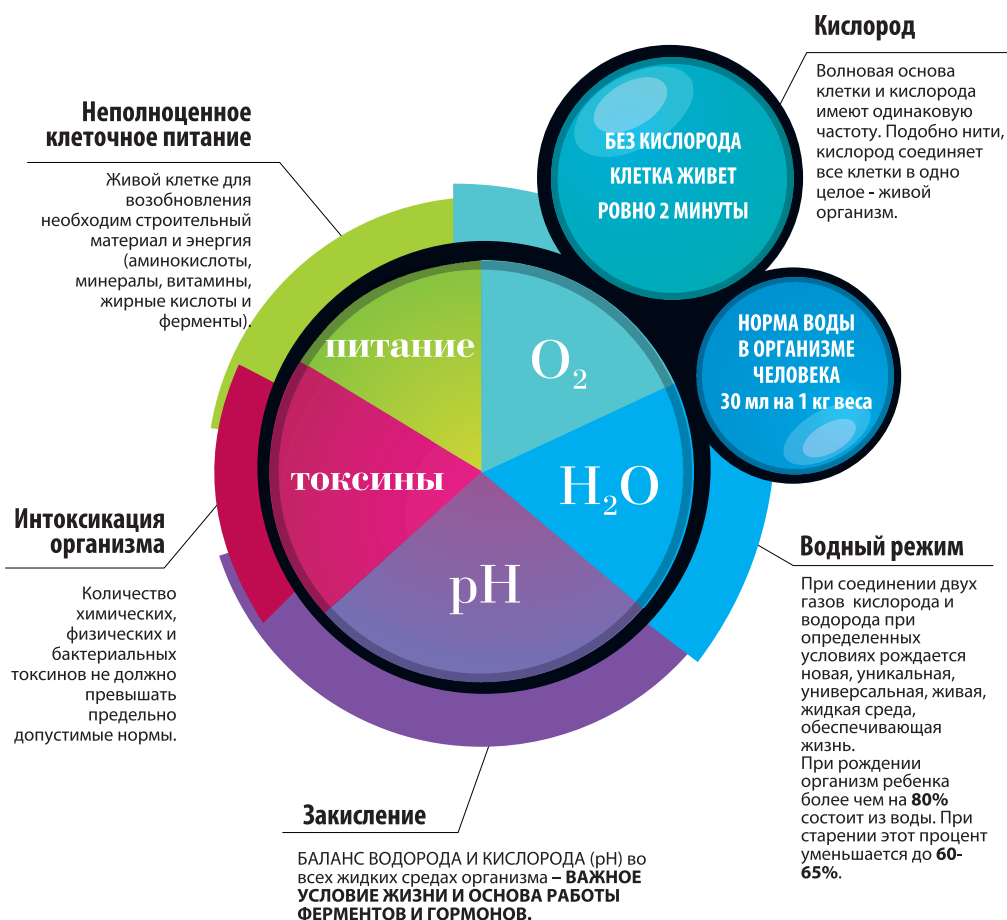 Кислород
Волновая основа
клетки и кислорода
имеют одинаковую
частоту. Подобно нити,
кислород соединяет
все клетки в одно
целое - живой
организм.
Неполноценное
клеточное питание
Живой клетке для
возобновления
необходим строительный
материал и энергия
(аминокислоты,
минералы, витамины,
жирные кислоты и
ферменты).
БЕЗ КИСЛОРОДА
КЛЕТКА ЖИВЕТ
РОВНО 2 МИНУТЫ
НОРМА ВОДЫ
В ОРГАНИЗМЕ
ЧЕЛОВЕКА
30 мл на 1 кг веса
питание
O₂
токсины
H₂O
pH
Интоксикация
организма
Количество
химических,
физических и
бактериальных
токсинов не должно
превышать
предельно
допустимые нормы.
Водный режим
При соединении двух
газов кислорода и
водорода при
определенных
условиях рождается
новая, уникальная,
универсальная, живая,
жидкая среда,
обеспечивающая
жизнь.
При рождении
организм ребенка
более чем на 80%
состоит из воды. При
старении этот процент
уменьшается до 60-
65%.
Закисление
БАЛАНС ВОДОРОДА И КИСЛОРОДА (pH) во
всех жидких средах организма – ВАЖНОЕ
УСЛОВИЕ ЖИЗНИ И ОСНОВА РАБОТЫ
ФЕРМЕНТОВ И ГОРМОНОВ.